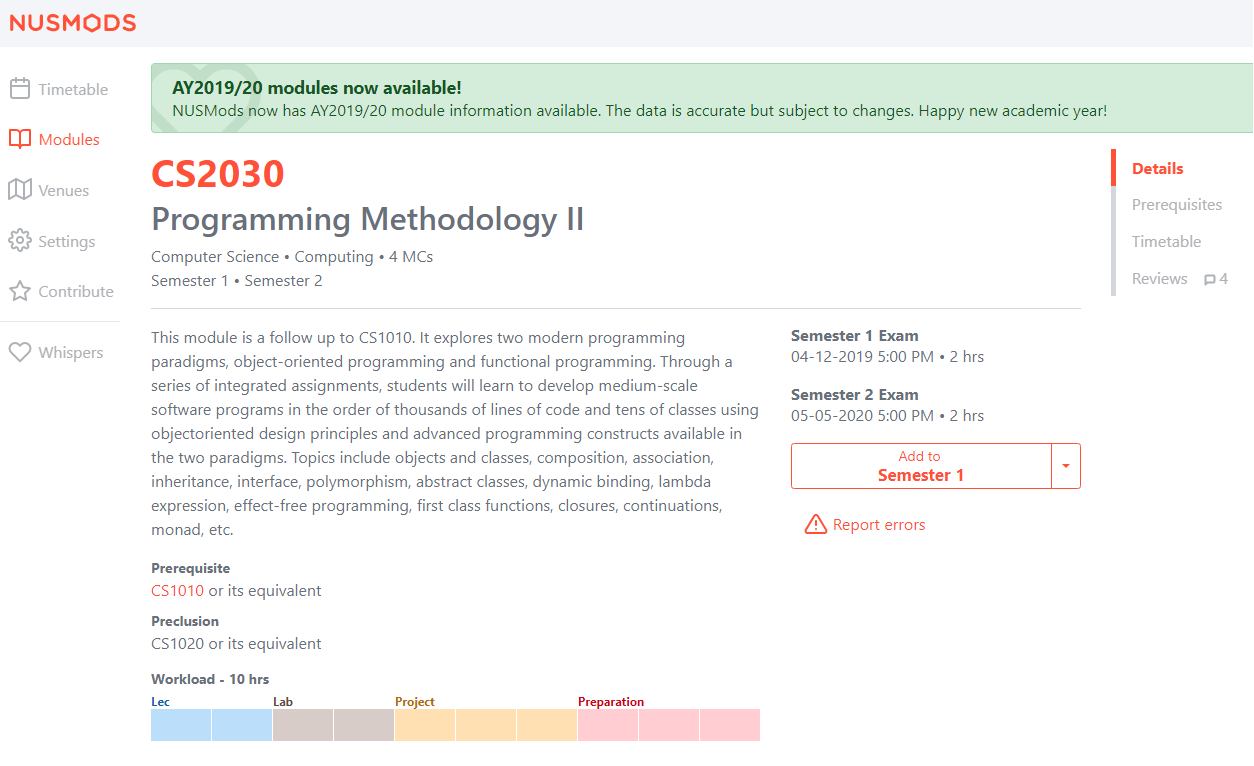 NUSMODS
Timetable
Modules
Venues
Settings
Contribute
Whispers
AY2019/20 modules now available!
NUSMods now has AY2019/20 module information available. The data is accurate but subject to changes. Happy new academic year!
CS2030
Programming Methodology II
Computer Science • Computing • 4 MCs
Semester 1 • Semester 2
This module is a follow up to CS1010. It explores two modern programming
paradigms, object-oriented programming and functional programming. Through a
series of integrated assignments, students will learn to develop medium-scale
software programs in the order of thousands of lines of code and tens of classes using
objectoriented design principles and advanced programming constructs available in
the two paradigms. Topics include objects and classes, composition, association,
inheritance, interface, polymorphism, abstract classes, dynamic binding, lambda
expression, effect-free programming, first class functions, closures, continuations,
monad, etc.
Prerequisite
CS1010 or its equivalent
Preclusion
CS1020 or its equivalent
Workload - 10 hrs
Lec Lab Project Preparation
Semester 1 Exam
04-12-2019 5:00 PM • 2 hrs
Semester 2 Exam
05-05-2020 5:00 PM • 2 hrs
Add to
Semester 1
Report errors
Details
Prerequisites
Timetable
Reviews 4